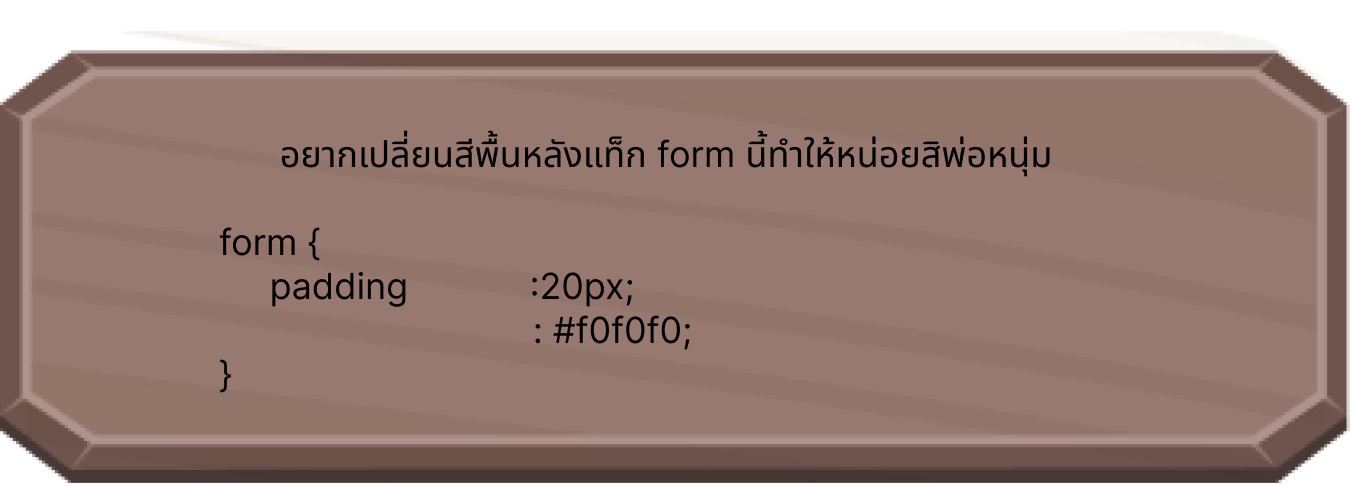 อยากเปลี่ยนสีพื้นหลังแท็ก form นี้ทำให้หน่อยสิพ่อหนุ่ม
form {
padding :20px;
: #f0f0f0;
}